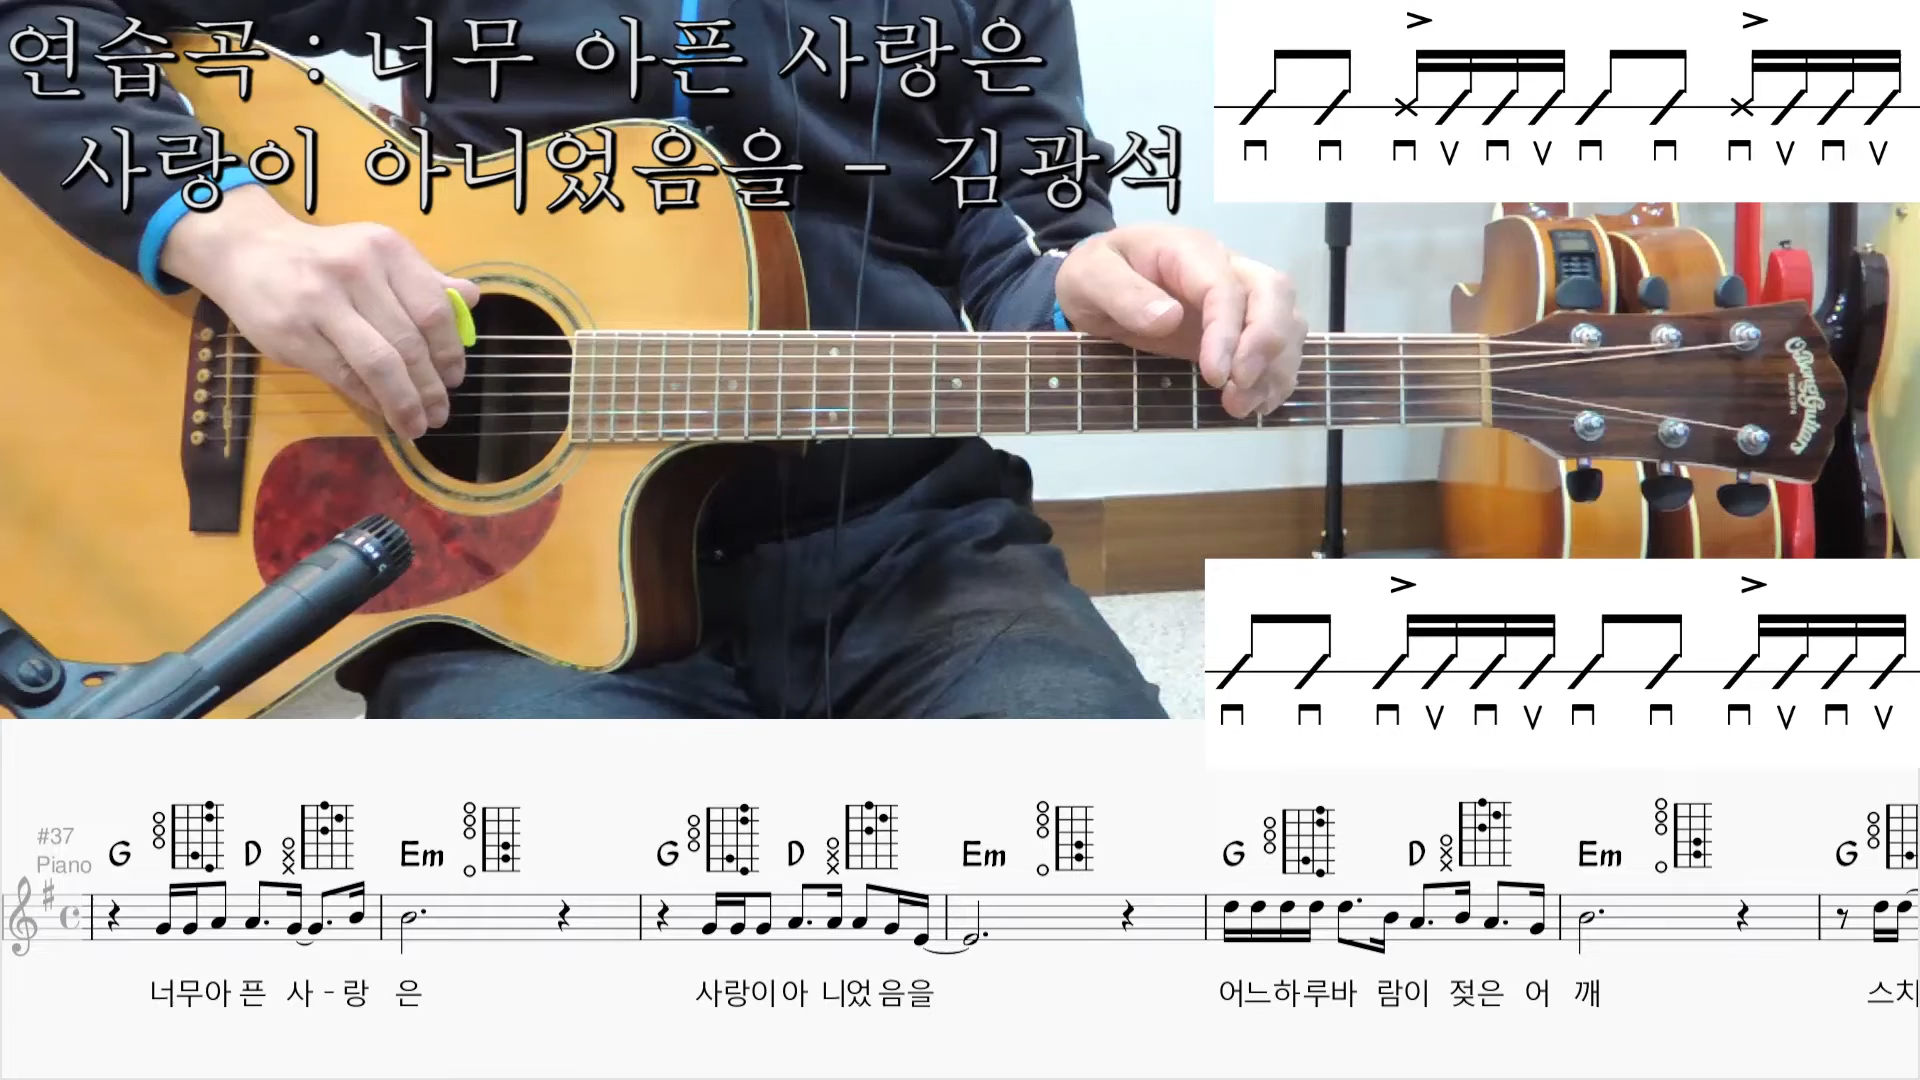 연습곡 : 너무 아픈 사랑은
사랑이 아니었음을 - 김광석
#37
Piano
G D Em G D Em G D Em G
너무아 픈 사 - 랑 은 사랑이 아 니었 음을 어느하루바 람이 젖은 어 깨 스치